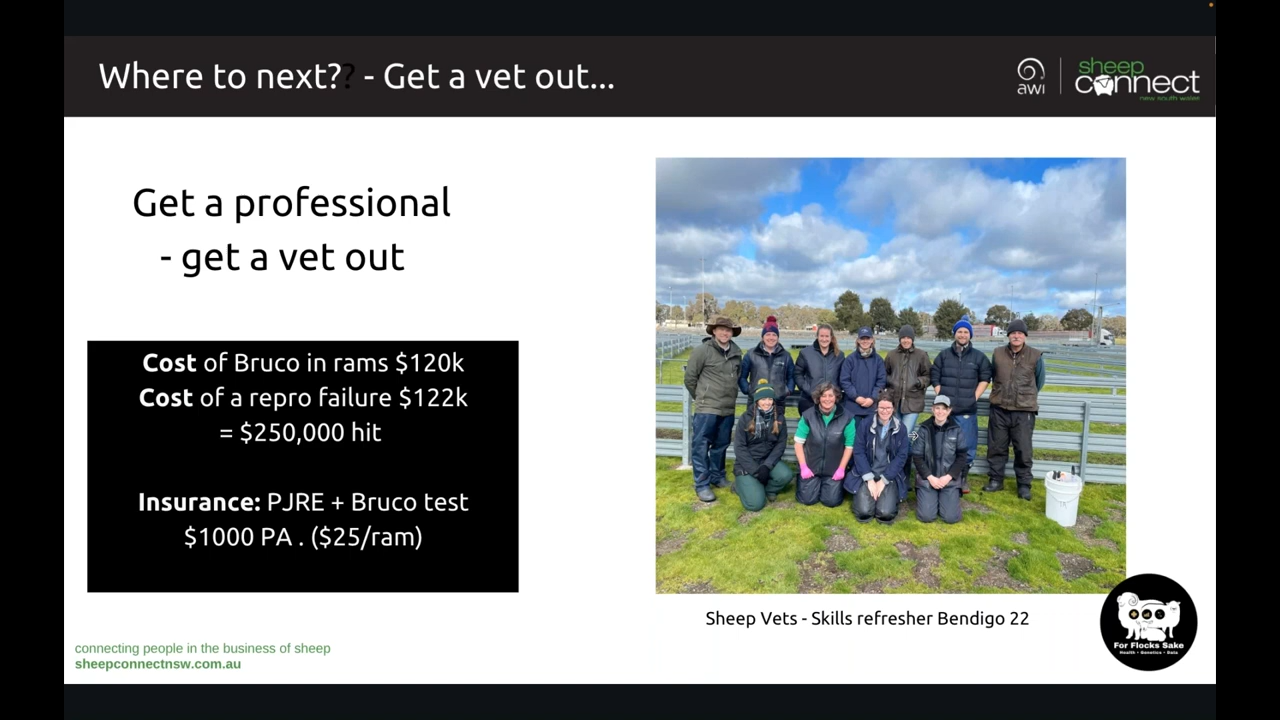 Where to next?? - Get a vet out...
awi
sheep
connect
new south wales
Get a professional
- get a vet out
Cost of Bruco in rams $120k
Cost of a repro failure $122k
= $250,000 hit
Insurance: PJRE + Bruco test
$1000 PA . ($25/ram)
Sheep Vets - Skills refresher Bendigo 22
For Flocks Sake
Health • Genetics • Data
connecting people in the business of sheep
sheepconnectnsw.com.au